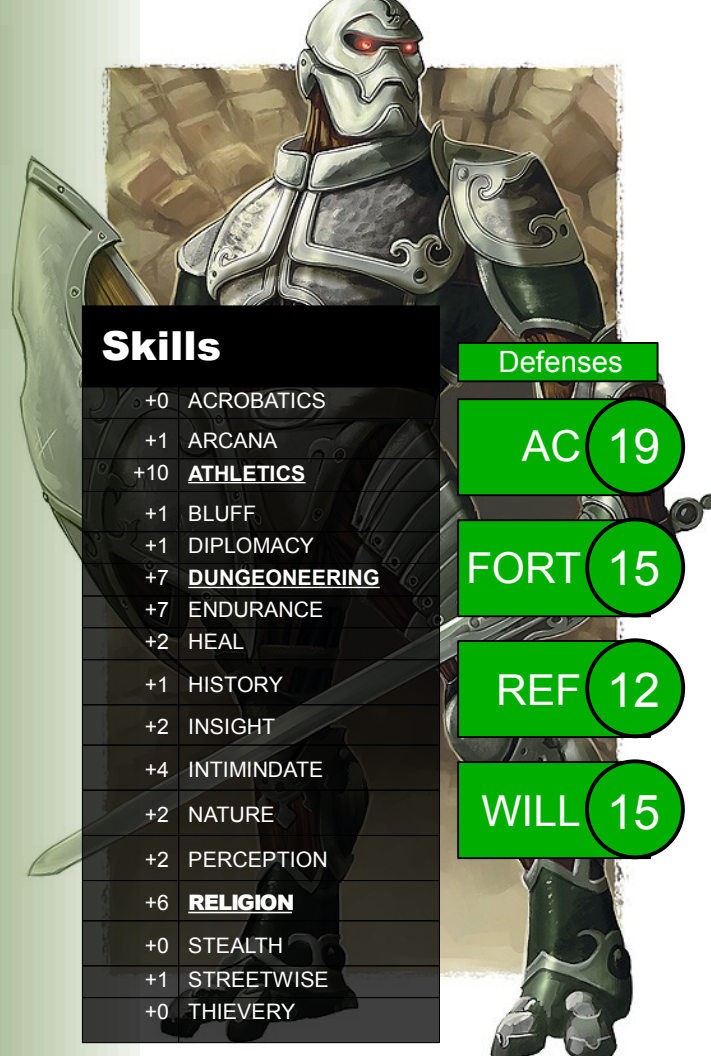 Skills
+0 ACROBATICS
+1 ARCANA
+10 ATHLETICS
+1 BLUFF
+1 DIPLOMACY
+7 DUNGEONEERING
+7 ENDURANCE
+2 HEAL
+1 HISTORY
+2 INSIGHT
+4 INTIMINDATE
+2 NATURE
+2 PERCEPTION
+6 RELIGION
+0 STEALTH
+1 STREETWISE
+0 THIEVERY
Defenses
AC 19
FORT 15
REF 12
WILL 15